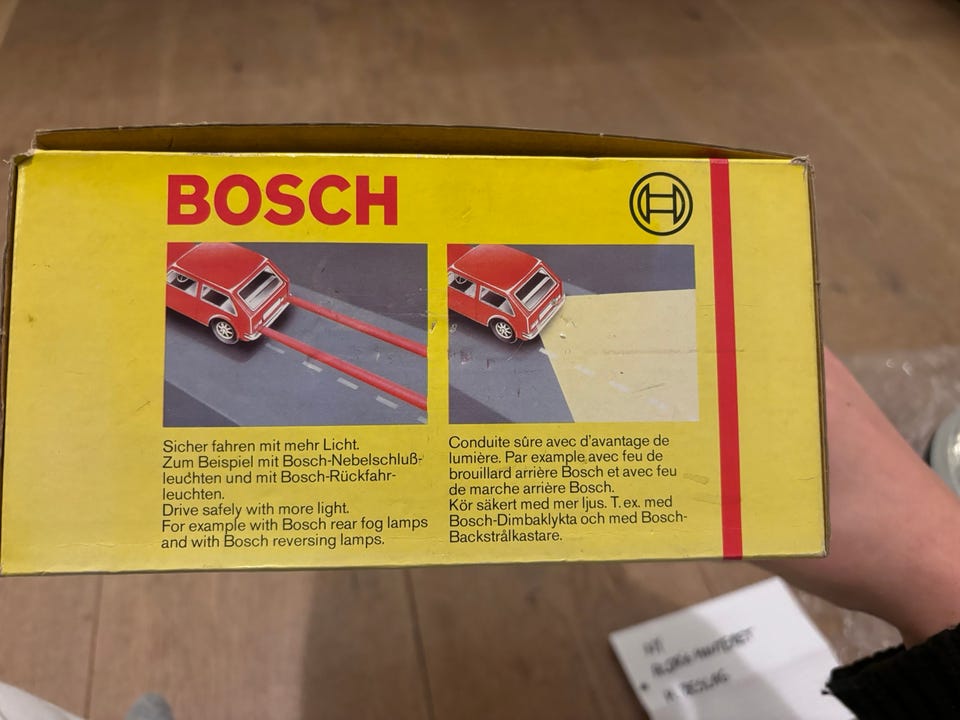 BOSCH
Sicher fahren mit mehr Licht.
Zum Beispiel mit Bosch-Nebelschluß-
leuchten und mit Bosch-Rückfahr-
leuchten.
Drive safely with more light.
For example with Bosch rear fog lamps
and with Bosch reversing lamps.
Conduite sûre avec d'avantage de
lumière. Par example avec feu de
brouillard arrière Bosch et avec feu
de marche arrière Bosch.
Kör säkert med mer ljus. T. ex. med
Bosch-Dimbaklykta och med Bosch-
Backstrålkastare.